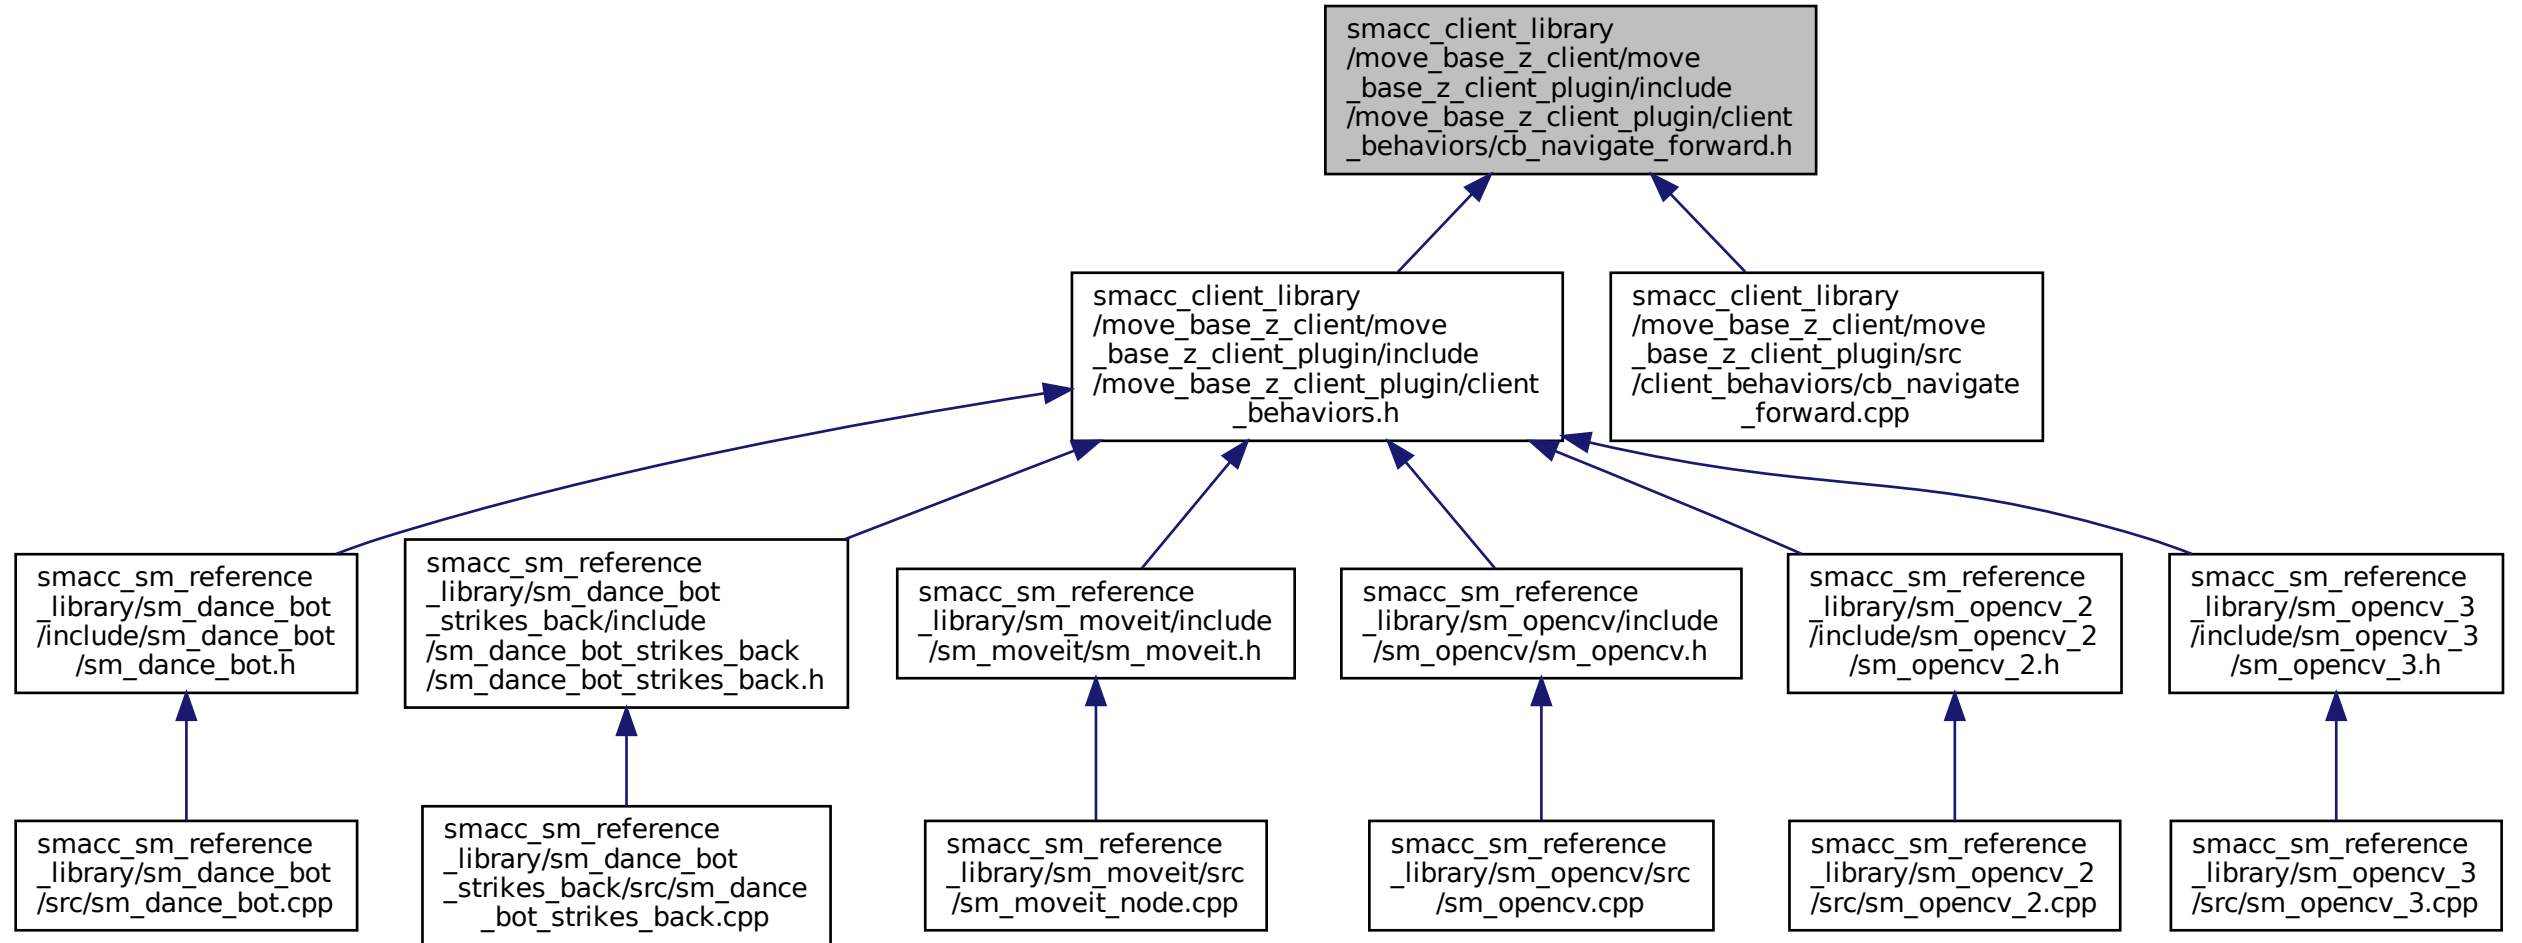 smacc_client_library
/move_base_z_client/move
_base_z_client_plugin/include
/move_base_z_client_plugin/client
_behaviors/cb_navigate_forward.h
smacc_client_library
/move_base_z_client/move
_base_z_client_plugin/include
/move_base_z_client_plugin/client
_behaviors.h
smacc_client_library
/move_base_z_client/move
_base_z_client_plugin/src
/client_behaviors/cb_navigate
_forward.cpp
smacc_sm_reference
_library/sm_dance_bot
/include/sm_dance_bot
/sm_dance_bot.h
smacc_sm_reference
_library/sm_dance_bot
_strikes_back/include
/sm_dance_bot_strikes_back
/sm_dance_bot_strikes_back.h
smacc_sm_reference
_library/sm_moveit/include
/sm_moveit/sm_moveit.h
smacc_sm_reference
_library/sm_opencv/include
/sm_opencv/sm_opencv.h
smacc_sm_reference
_library/sm_opencv_2
/include/sm_opencv_2
/sm_opencv_2.h
smacc_sm_reference
_library/sm_opencv_3
/include/sm_opencv_3
/sm_opencv_3.h
smacc_sm_reference
_library/sm_dance_bot
/src/sm_dance_bot.cpp
smacc_sm_reference
_library/sm_dance_bot
_strikes_back/src/sm_dance
_bot_strikes_back.cpp
smacc_sm_reference
_library/sm_moveit/src
/sm_moveit_node.cpp
smacc_sm_reference
_library/sm_opencv/src
/sm_opencv.cpp
smacc_sm_reference
_library/sm_opencv_2
/src/sm_opencv_2.cpp
smacc_sm_reference
_library/sm_opencv_3
/src/sm_opencv_3.cpp